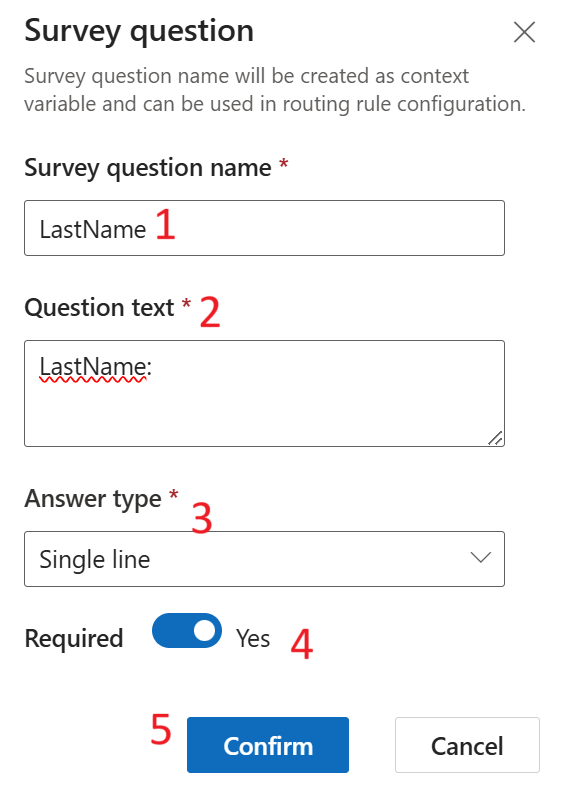 Survey question
Survey question name will be created as context
variable and can be used in routing rule configuration.
Survey question name *
LastName 1
Question text * 2
LastName:
Answer type * 3
Single line
Required Yes 4
5 Confirm Cancel